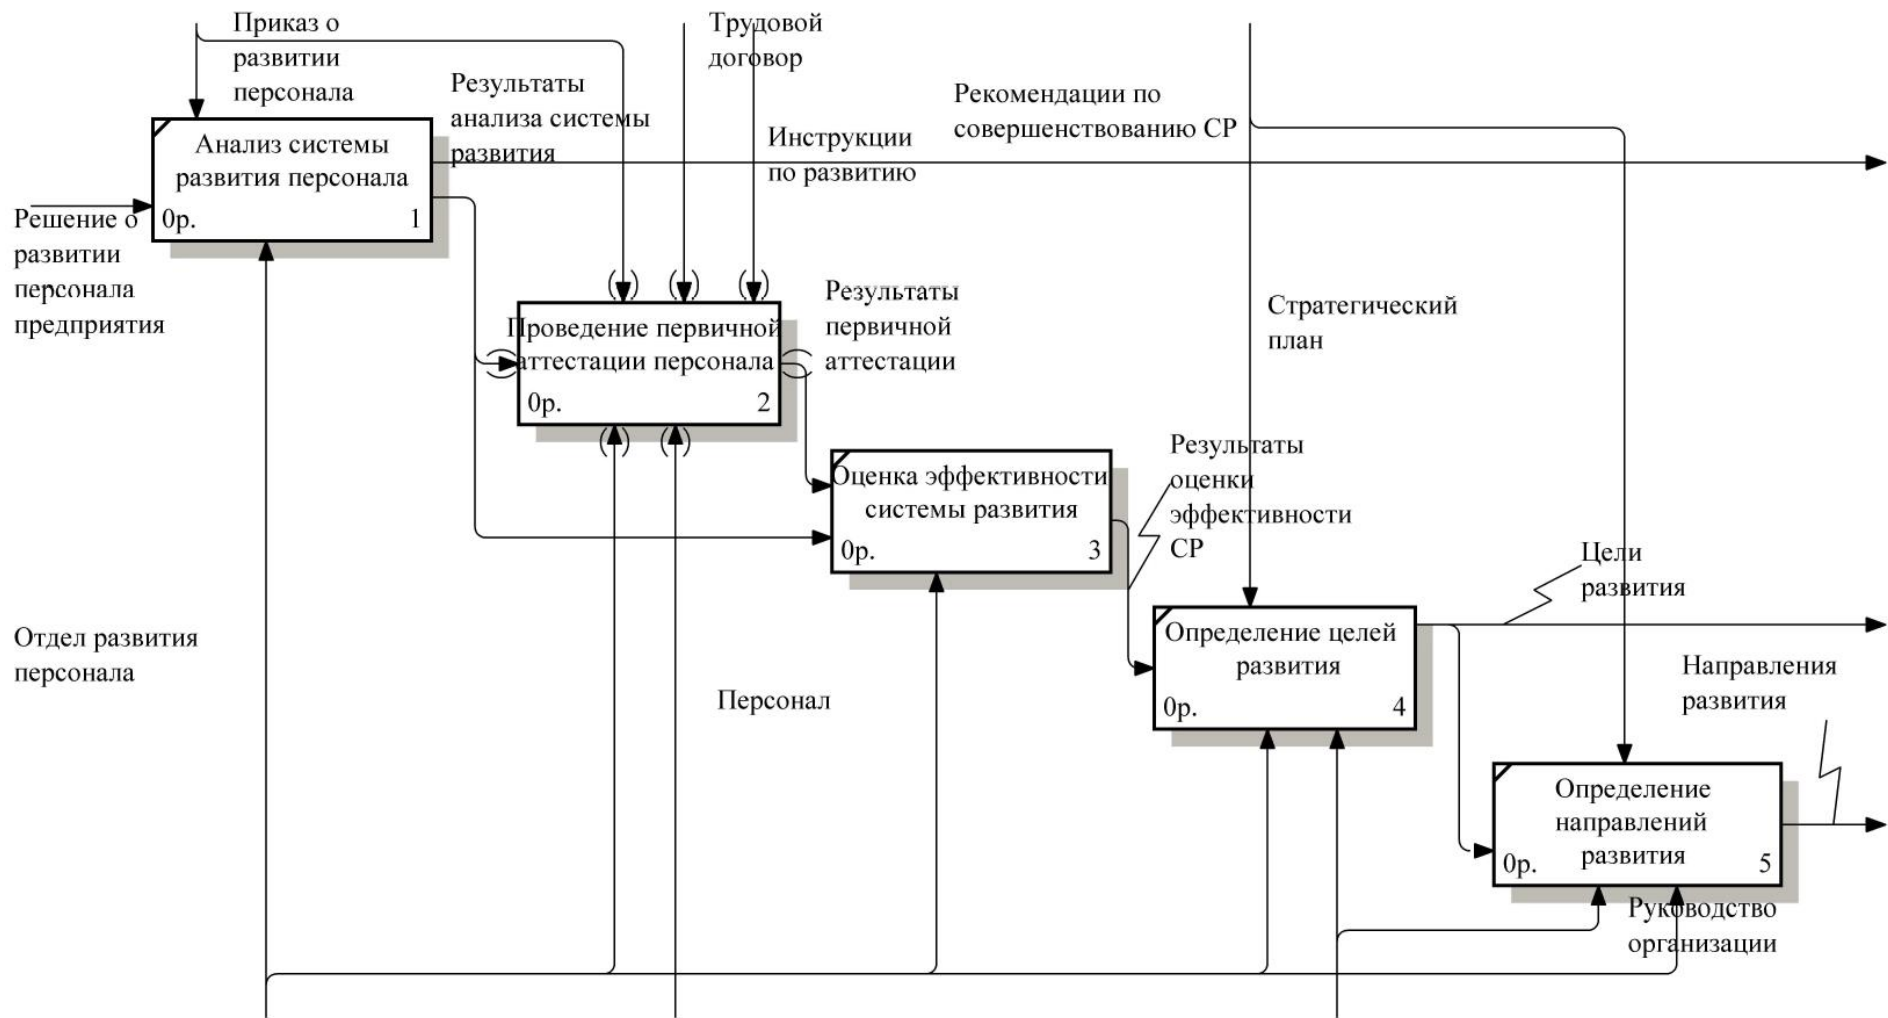 Приказ о
развитии
персонала
Трудовой
договор
Результаты
анализа системы
развития
Инструкции
по развитию
Рекомендации по
совершенствованию СР
Анализ системы
развития персонала
0р. 1
Решение о
развитии
персонала
предприятия
Проведение первичной
аттестации персонала
0р. 2
Результаты
первичной
аттестации
Стратегический
план
Оценка эффективности
системы развития
0р. 3
Результаты
оценки
эффективности
СР
Цели
развития
Определение целей
развития
0р. 4
Отдел развития
персонала
Персонал
Направления
развития
Определение
направлений
развития
0р. 5
Руководство
организации